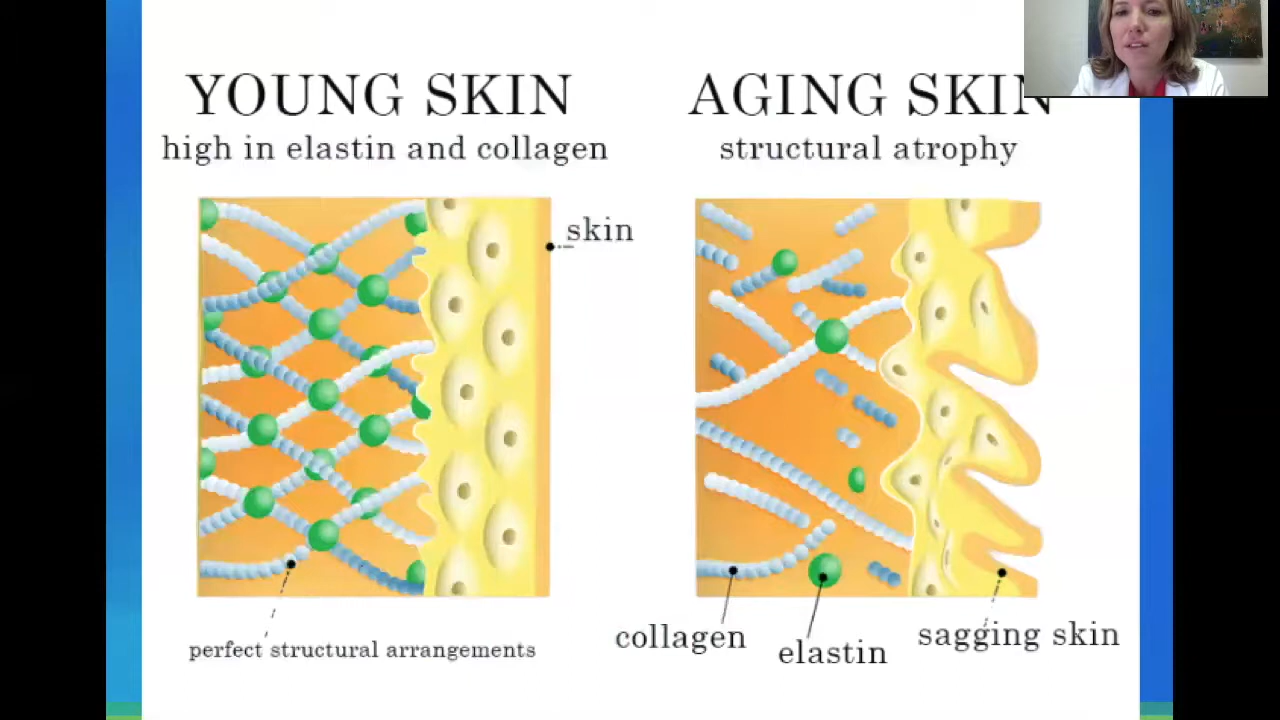 YOUNG SKIN
high in elastin and collagen
skin
perfect structural arrangements
AGING SKIN
structural atrophy
collagen
elastin
sagging skin